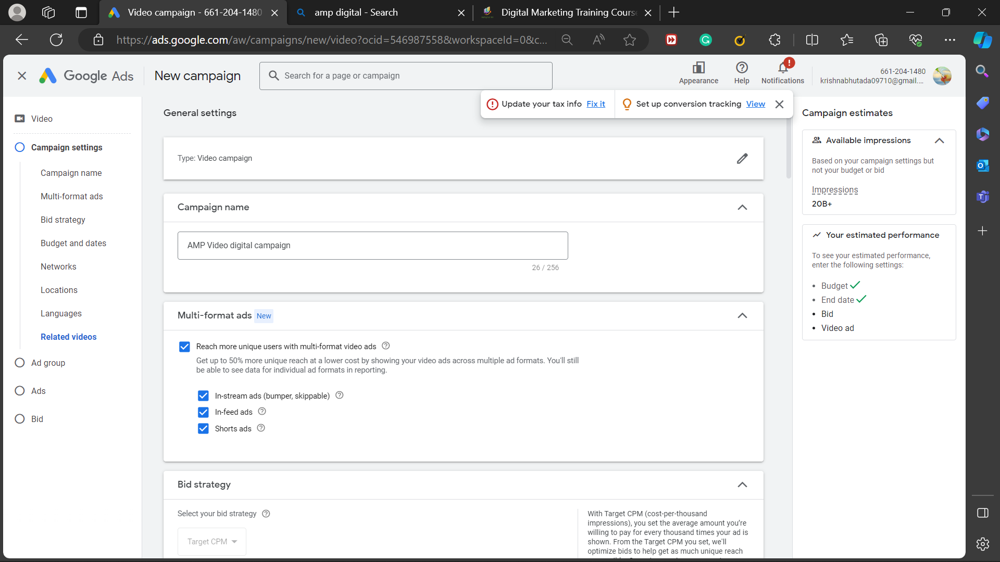 Video campaign - 661-204-1480
amp digital - Search
Digital Marketing Training Course
https://ads.google.com/aw/campaigns/new/video?ocid=546987558&workspaceId=0&c...
Google Ads
New campaign
Search for a page or campaign
Appearance
Help
Notifications
661-204-1480
krishnabhutada09710@gmail....
Update your tax info Fix it
Set up conversion tracking View
Video
Campaign settings
Campaign name
Multi-format ads
Bid strategy
Budget and dates
Networks
Locations
Languages
Related videos
Ad group
Ads
Bid
General settings
Type: Video campaign
Campaign name
AMP Video digital campaign
26 / 256
Multi-format ads New
Reach more unique users with multi-format video ads
Get up to 50% more unique reach at a lower cost by showing your video ads across multiple ad formats. You'll still
be able to see data for individual ad formats in reporting.
In-stream ads (bumper, skippable)
In-feed ads
Shorts ads
Bid strategy
Select your bid strategy
Target CPM
With Target CPM (cost-per-thousand
impressions), you set the average amount you're
willing to pay for every thousand times your ad is
shown. From the Target CPM you set, we'll
optimize bids to help get as much unique reach
Campaign estimates
Available impressions
Based on your campaign settings but
not your budget or bid
Impressions
20B+
Your estimated performance
To see your estimated performance,
enter the following settings:
• Budget
• End date
• Bid
• Video ad